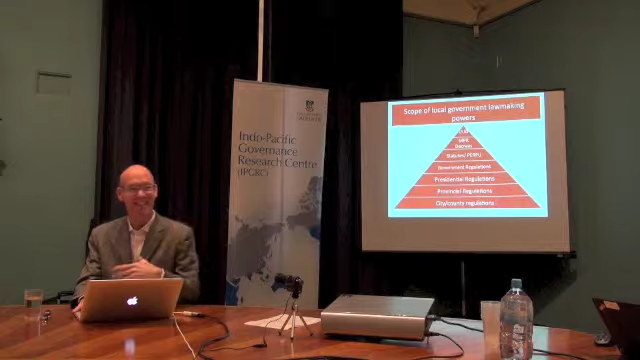 Indo-Pacific
Governance
Research Centre
(IPGRC)
Scope of local government lawmaking
powers
Decrees
Statutes/ PERPU
Government Regulations
Presidential Regulations
Provincial Regulations
City/county regulations